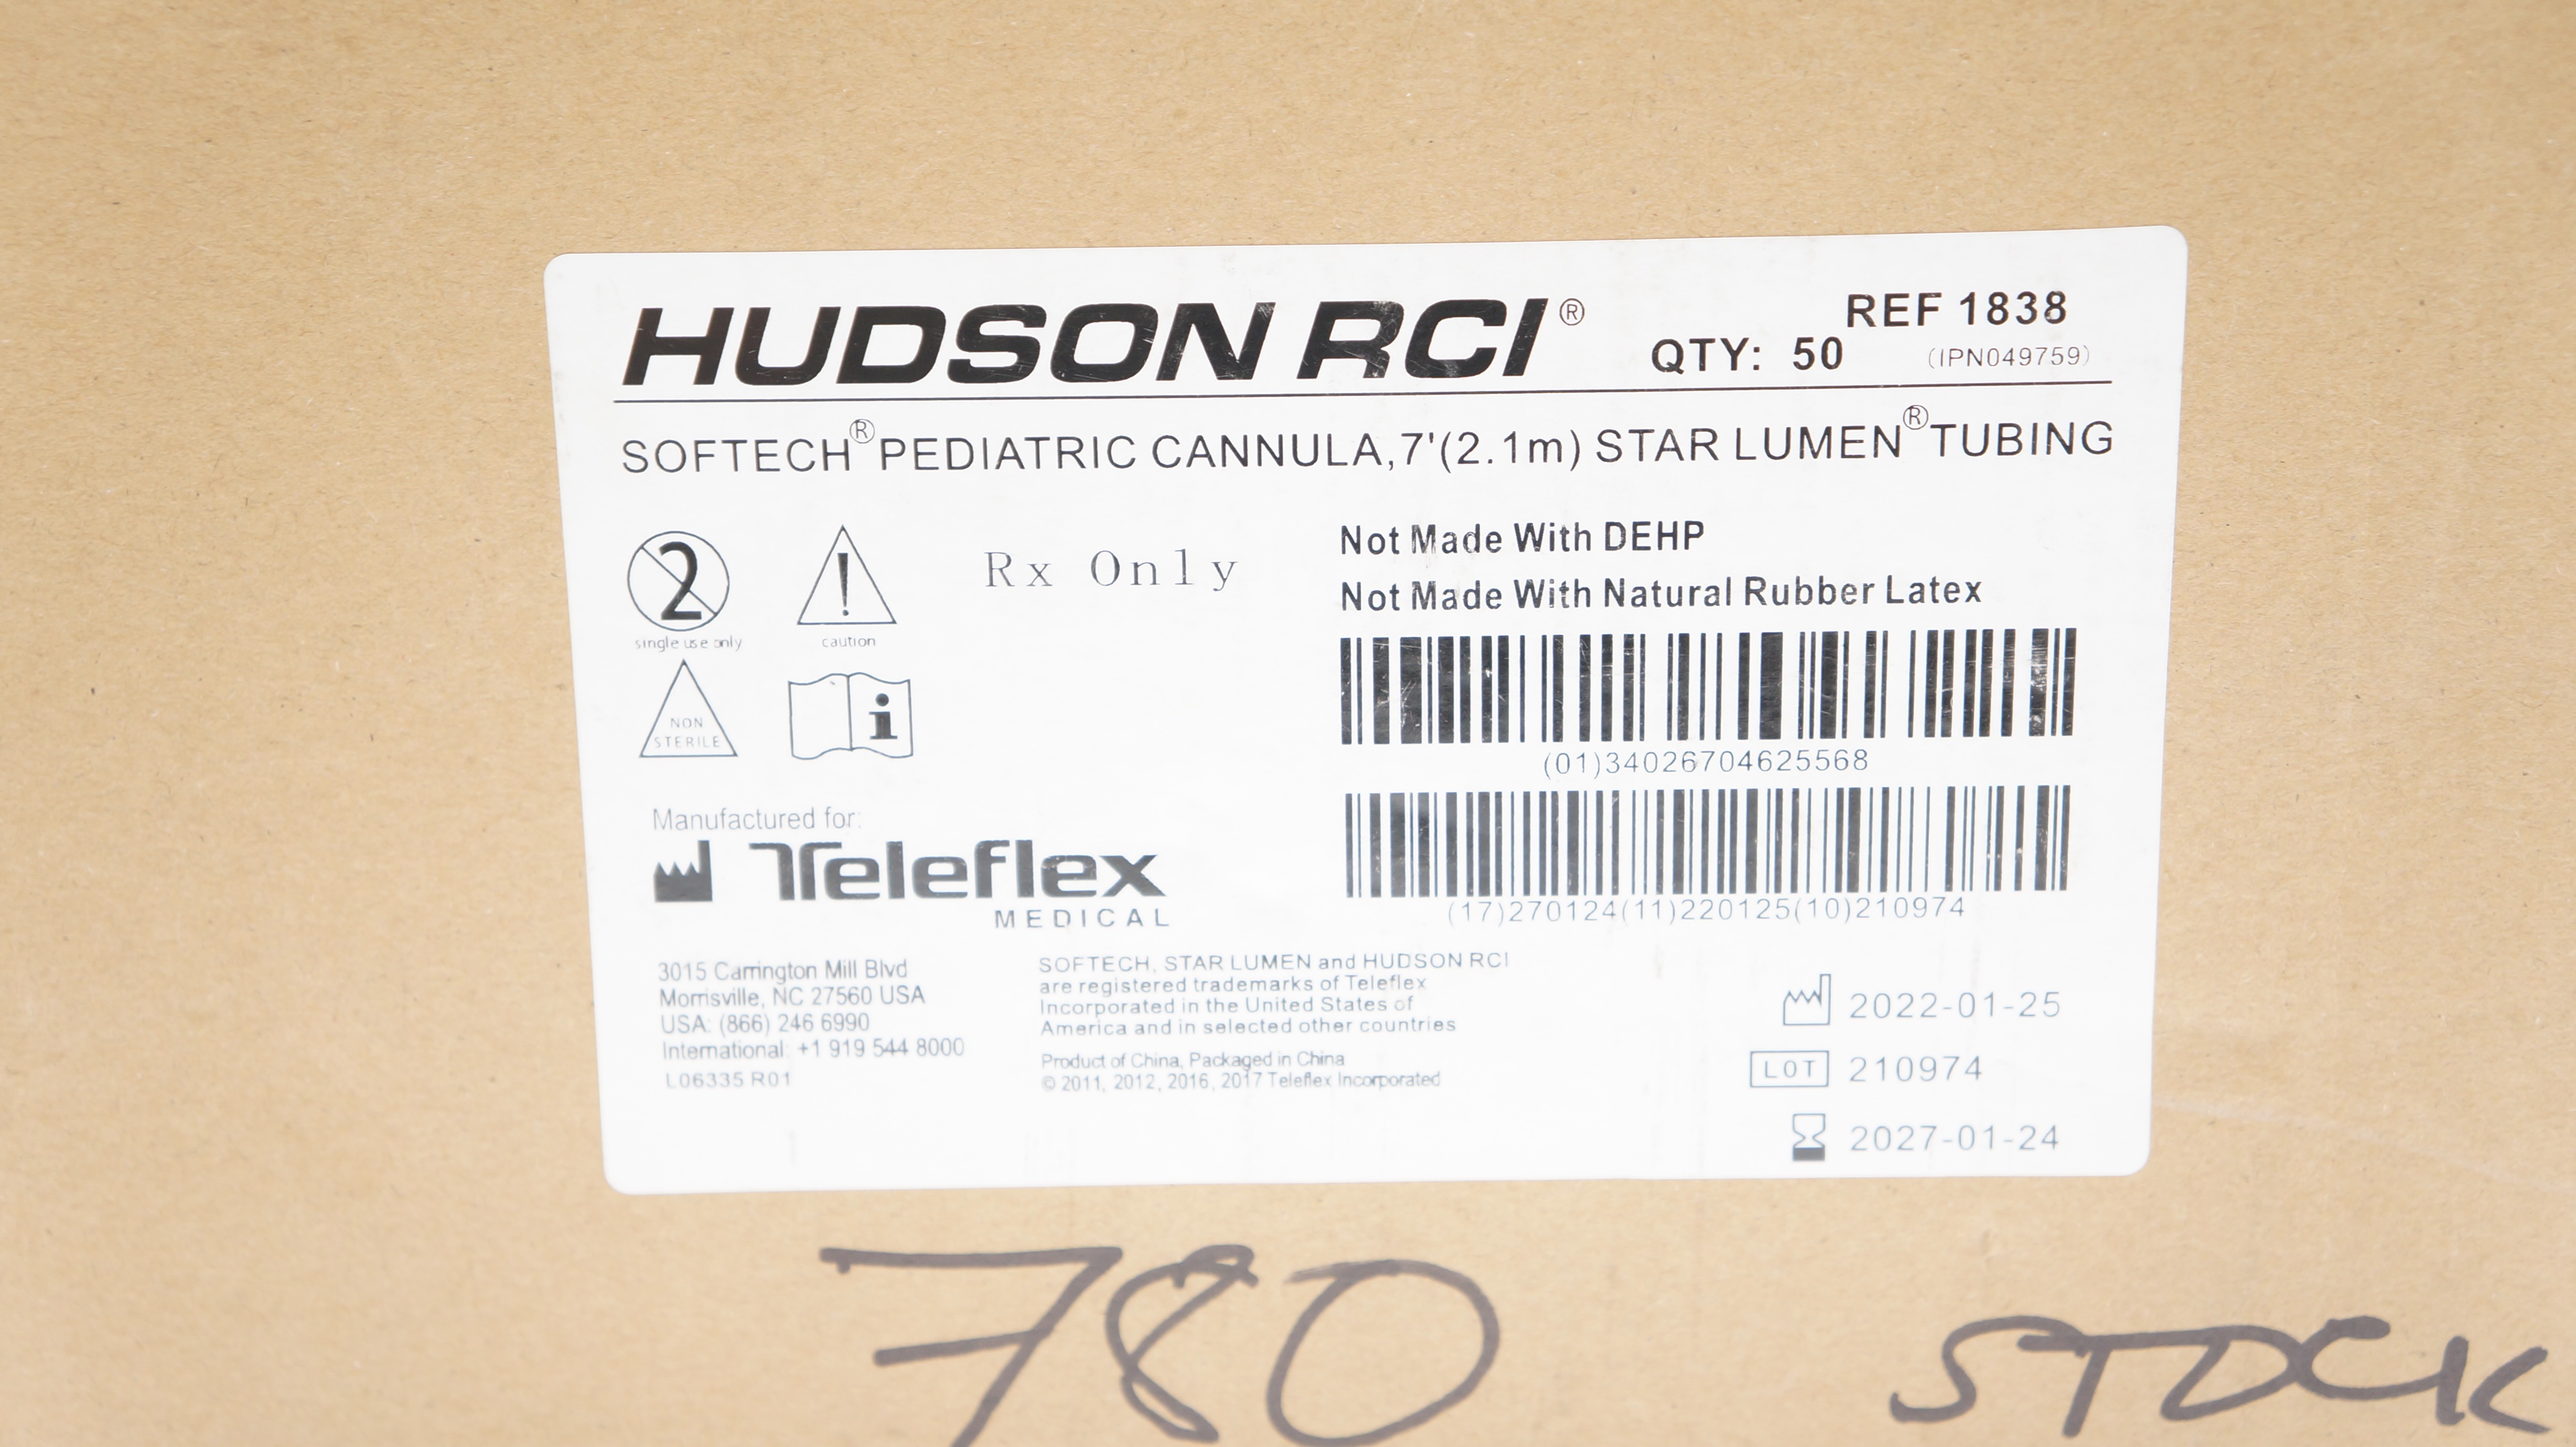 HUDSON RCI®
REF 1838
QTY: 50
(IPN049759)
SOFTECH® PEDIATRIC CANNULA,7'(2.1m) STAR LUMEN® TUBING
2
single use only
!
caution
Rx Only
Not Made With DEHP
Not Made With Natural Rubber Latex
NON
STERILE
i
(01)34026704625568
(17)270124(11)220125(10)210974
Manufactured for:
Teleflex
MEDICAL
3015 Carrington Mill Blvd
Morrisville, NC 27560 USA
USA: (866) 246 6990
International: +1 919 544 8000
L06335 R01
SOFTECH, STAR LUMEN and HUDSON RCI
are registered trademarks of Teleflex
Incorporated in the United States of
America and in selected other countries
Product of China, Packaged in China
© 2011, 2012, 2016, 2017 Teleflex Incorporated
2022-01-25
LOT 210974
2027-01-24
780
STOCK